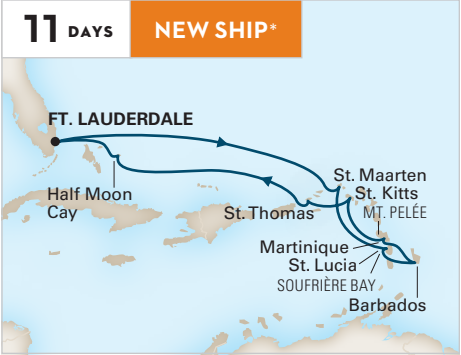 11 DAYS
NEW SHIP*
FT. LAUDERDALE
Half Moon
Cay
St. Thomas
St. Maarten
St. Kitts
MT. PELÉE
Martinique
St. Lucia
SOUFRIÈRE BAY
Barbados